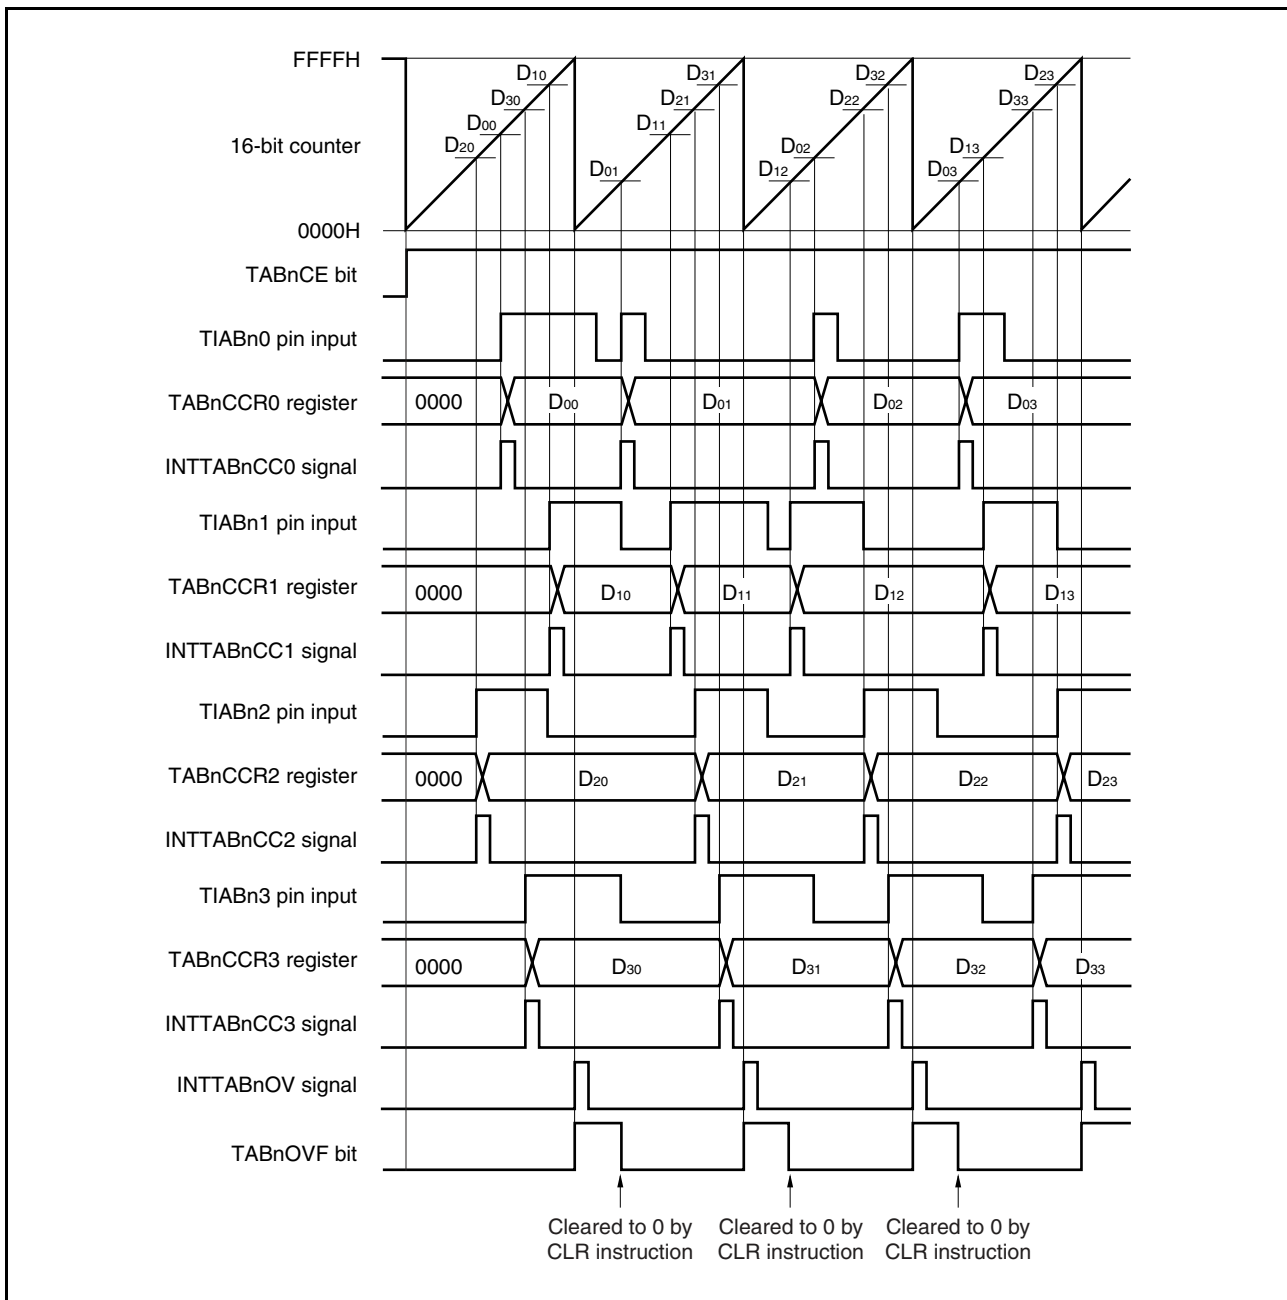 FFFFH
D10
D31
D32
D23
D30
D21
D22
D33
D00
D11
16-bit counter
D20
D02
D13
D01
D12
D03
0000H
TABnCE bit
TIABn0 pin input
TABnCCR0 register
0000
D00
D01
D02
D03
INTTABnCC0 signal
TIABn1 pin input
TABnCCR1 register
0000
D10
D11
D12
D13
INTTABnCC1 signal
TIABn2 pin input
TABnCCR2 register
0000
D20
D21
D22
D23
INTTABnCC2 signal
TIABn3 pin input
TABnCCR3 register
0000
D30
D31
D32
D33
INTTABnCC3 signal
INTTABnOV signal
TABnOVF bit
Cleared to 0 by
CLR instruction
Cleared to 0 by
CLR instruction
Cleared to 0 by
CLR instruction